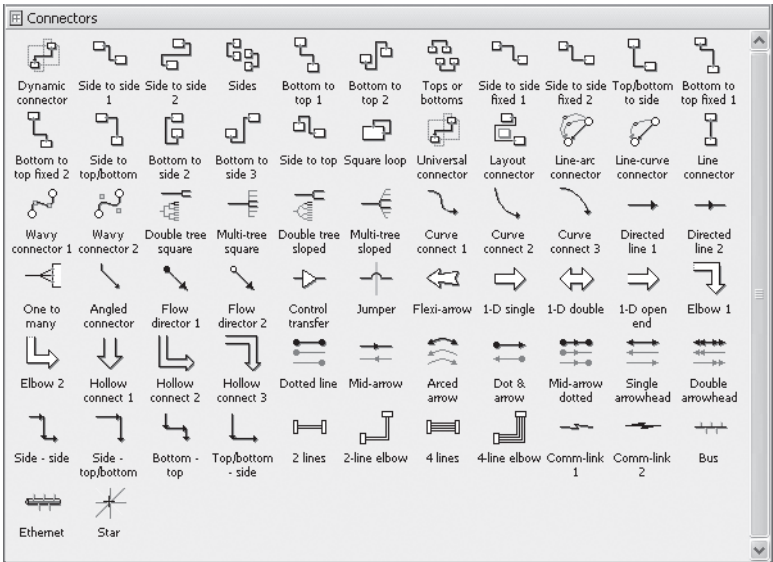 Connectors
Dynamic connector
Side to side 1
Side to side 2
Sides
Bottom to top 1
Bottom to top 2
Tops or bottoms
Side to side fixed 1
Side to side fixed 2
Top/bottom to side
Bottom to top fixed 1
Bottom to top fixed 2
Side to top/bottom
Bottom to side 2
Bottom to side 3
Side to top
Square loop
Universal connector
Layout connector
Line-arc connector
Line-curve connector
Line connector
Wavy connector 1
Wavy connector 2
Double tree square
Multi-tree square
Double tree sloped
Multi-tree sloped
Curve connect 1
Curve connect 2
Curve connect 3
Directed line 1
Directed line 2
One to many
Angled connector
Flow director 1
Flow director 2
Control transfer
Jumper
Flexi-arrow
1-D single
1-D double
1-D open end
Elbow 1
Elbow 2
Hollow connect 1
Hollow connect 2
Hollow connect 3
Dotted line
Mid-arrow
Arced arrow
Dot & arrow
Mid-arrow dotted
Single arrowhead
Double arrowhead
Side - side
Side - top/bottom
Bottom - top
Top/bottom - side
2 lines
2-line elbow
4 lines
4-line elbow
Comm-link 1
Comm-link 2
Bus
Ethernet
Star